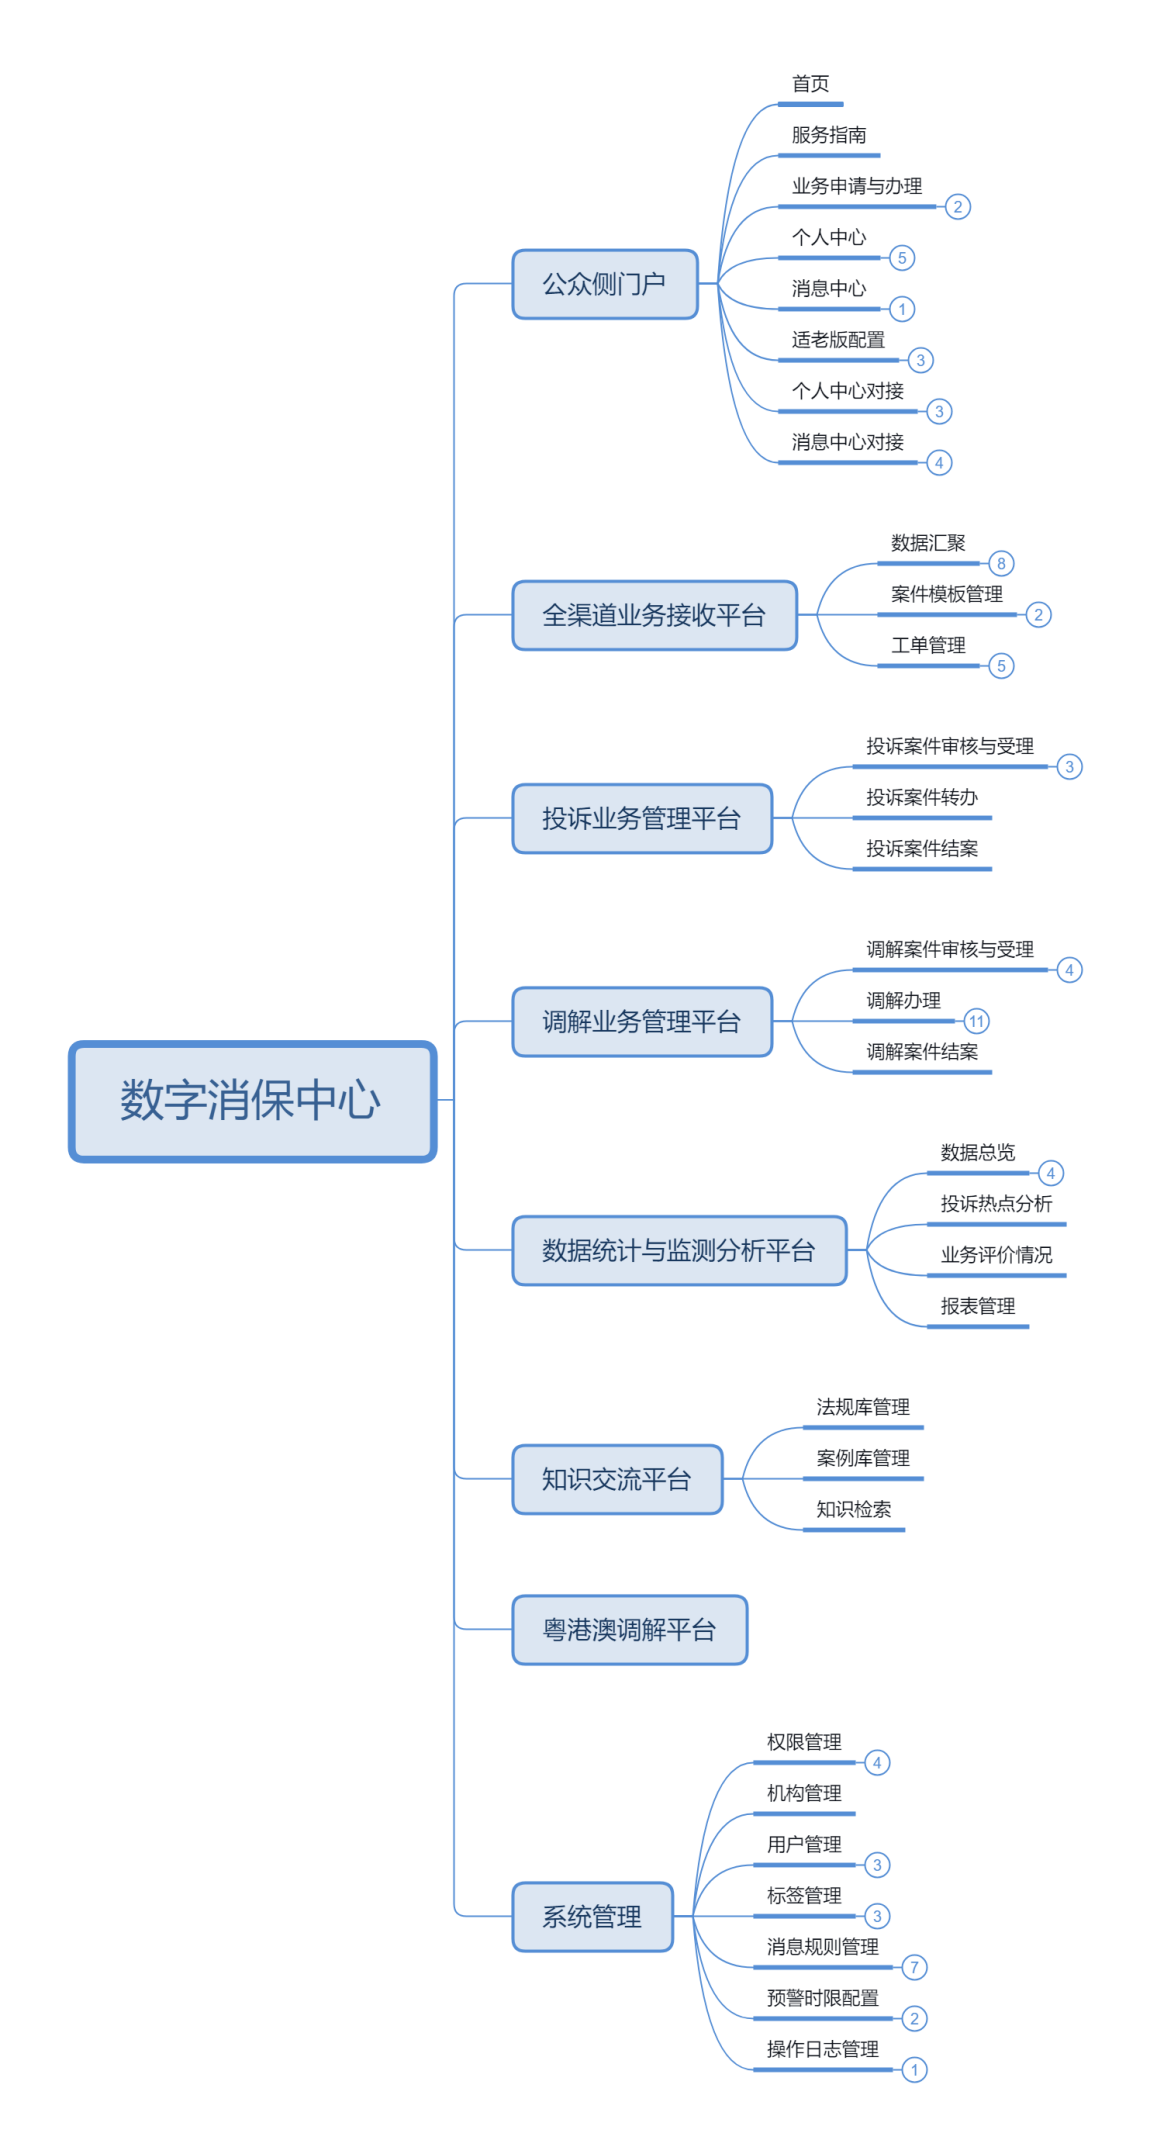 数字消保中心
公众侧门户
首页
服务指南
业务申请与办理 2
个人中心 5
消息中心 1
适老版配置 3
个人中心对接 3
消息中心对接 4
全渠道业务接收平台
数据汇聚 8
案件模板管理 2
工单管理 5
投诉业务管理平台
投诉案件审核与受理 3
投诉案件转办
投诉案件结案
调解业务管理平台
调解案件审核与受理 4
调解办理 11
调解案件结案
数据统计与监测分析平台
数据总览 4
投诉热点分析
业务评价情况
报表管理
知识交流平台
法规库管理
案例库管理
知识检索
粤港澳调解平台
系统管理
权限管理 4
机构管理
用户管理 3
标签管理 3
消息规则管理 7
预警时限配置 2
操作日志管理 1